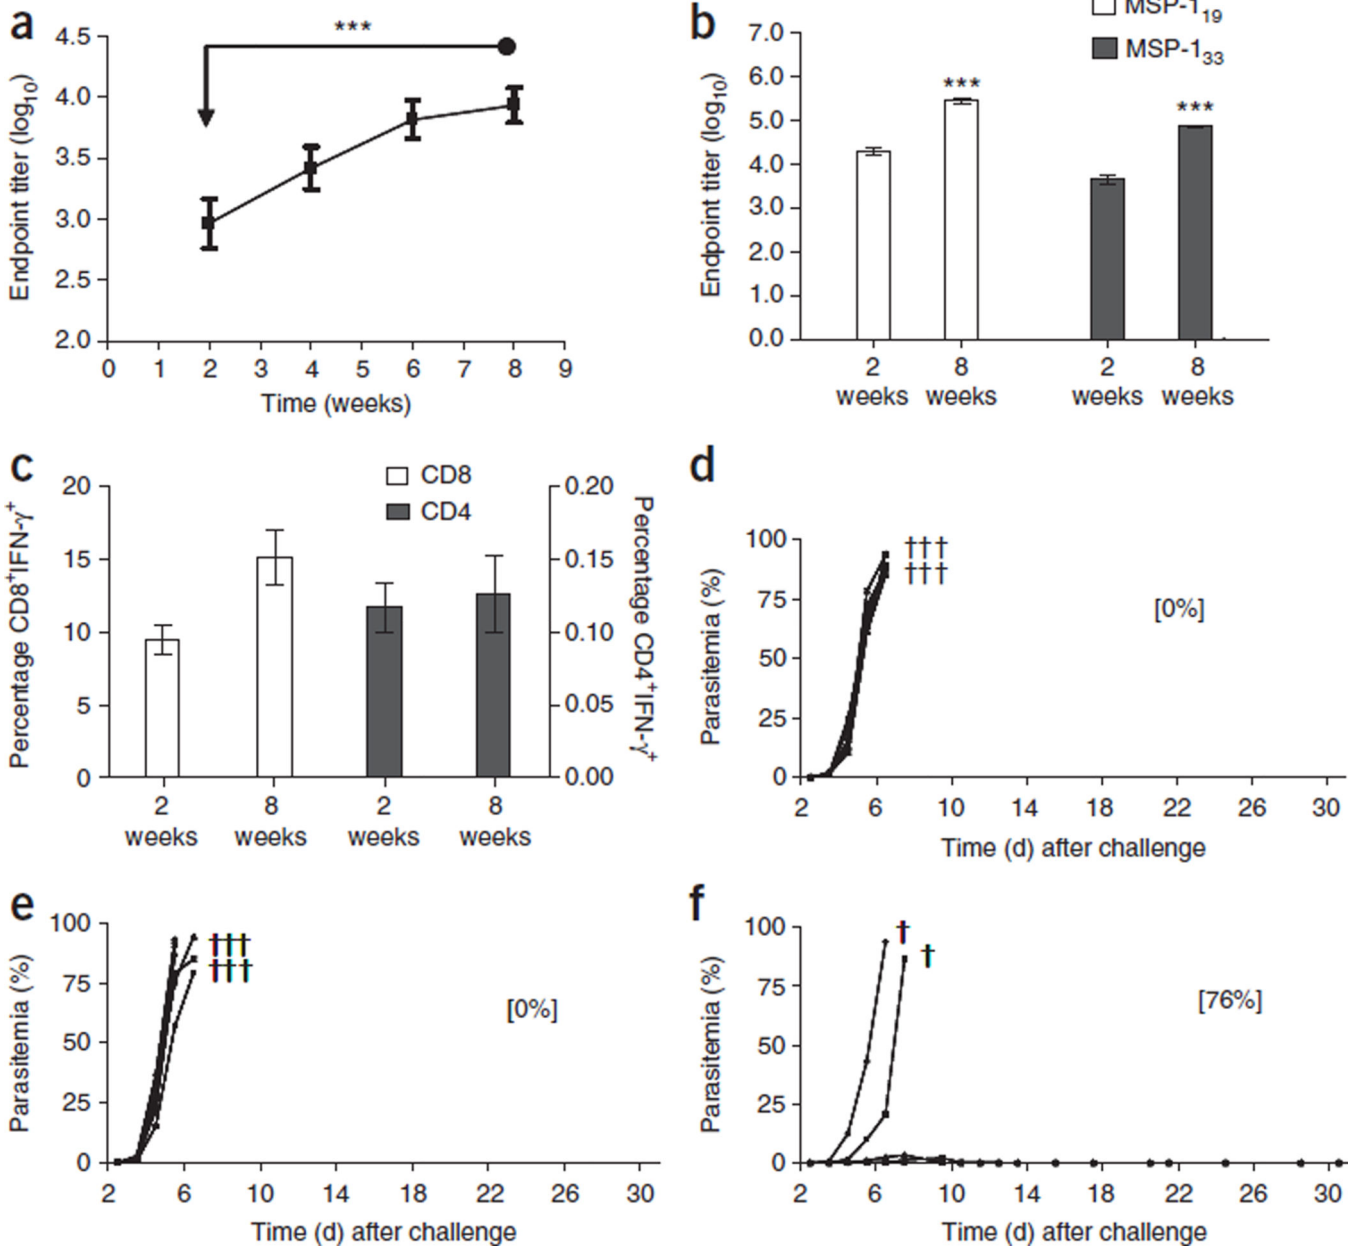 a
***
4.5
4.0
3.5
3.0
2.5
2.0
Endpoint titer (log10)
0 1 2 3 4 5 6 7 8 9
Time (weeks)
b
MSP-119
MSP-133
7.0
6.0
5.0
4.0
3.0
2.0
1.0
0.0
Endpoint titer (log10)
***
***
2 8 2 8
weeks weeks weeks weeks
c
CD8
CD4
20
15
10
5
0
Percentage CD8+IFN-γ+
0.20
0.15
0.10
0.05
0.00
Percentage CD4+IFN-γ+
2 8 2 8
weeks weeks weeks weeks
d
100
75
50
25
0
Parasitemia (%)
†††
†††
[0%]
2 6 10 14 18 22 26 30
Time (d) after challenge
e
100
75
50
25
0
Parasitemia (%)
†††
†††
[0%]
2 6 10 14 18 22 26 30
Time (d) after challenge
f
100
75
50
25
0
Parasitemia (%)
†
†
[76%]
2 6 10 14 18 22 26 30
Time (d) after challenge